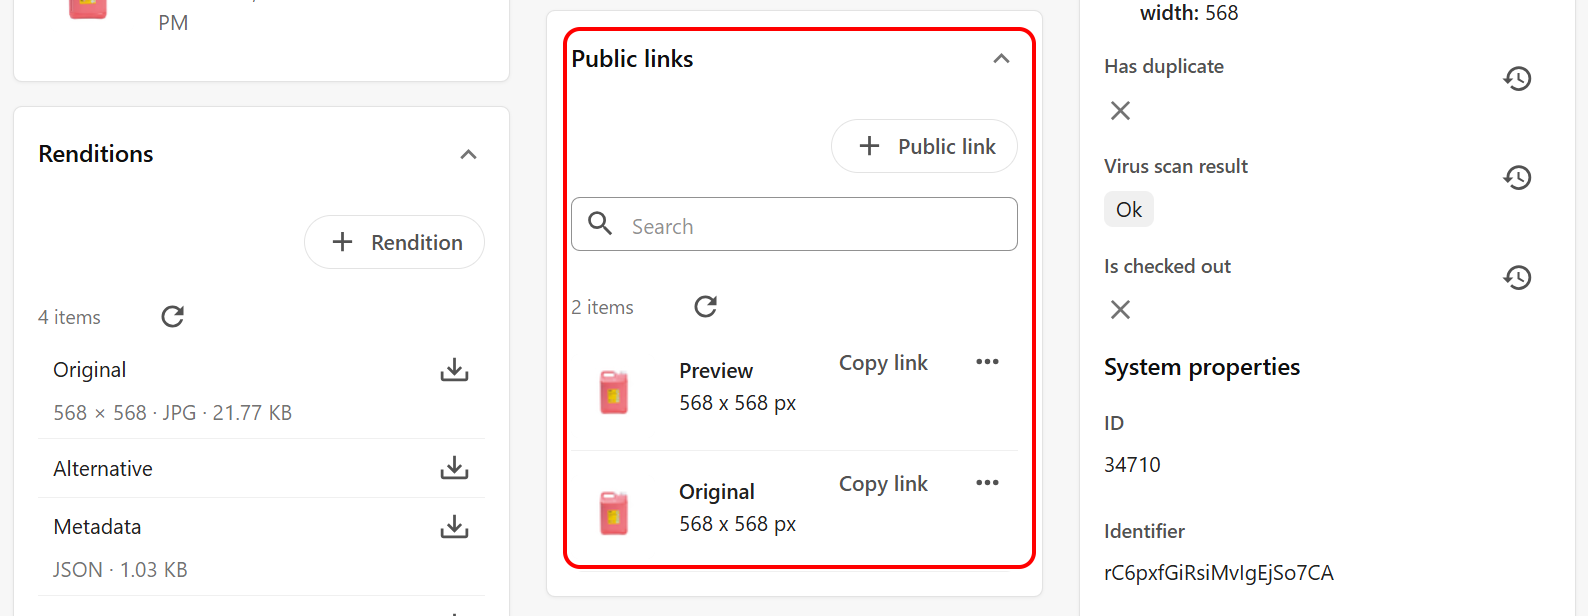 PM
Renditions
Rendition
4 items
Original
568 × 568 · JPG · 21.77 KB
Alternative
Metadata
JSON · 1.03 KB
Public links
Public link
Search
2 items
Preview
Copy link
568 x 568 px
Original
Copy link
568 x 568 px
width: 568
Has duplicate
Virus scan result
Ok
Is checked out
System properties
ID
34710
Identifier
rC6pxfGiRsiMvIgEjSo7CA